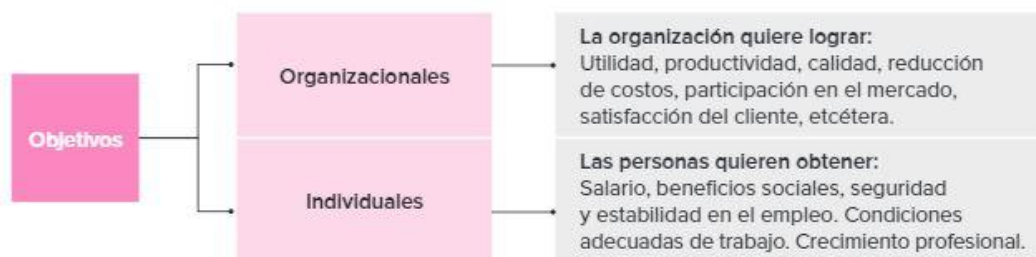 Objetivos
Organizacionales
La organización quiere lograr:
Utilidad, productividad, calidad, reducción
de costos, participación en el mercado,
satisfacción del cliente, etcétera.
Individuales
Las personas quieren obtener:
Salario, beneficios sociales, seguridad
y estabilidad en el empleo. Condiciones
adecuadas de trabajo. Crecimiento profesional.